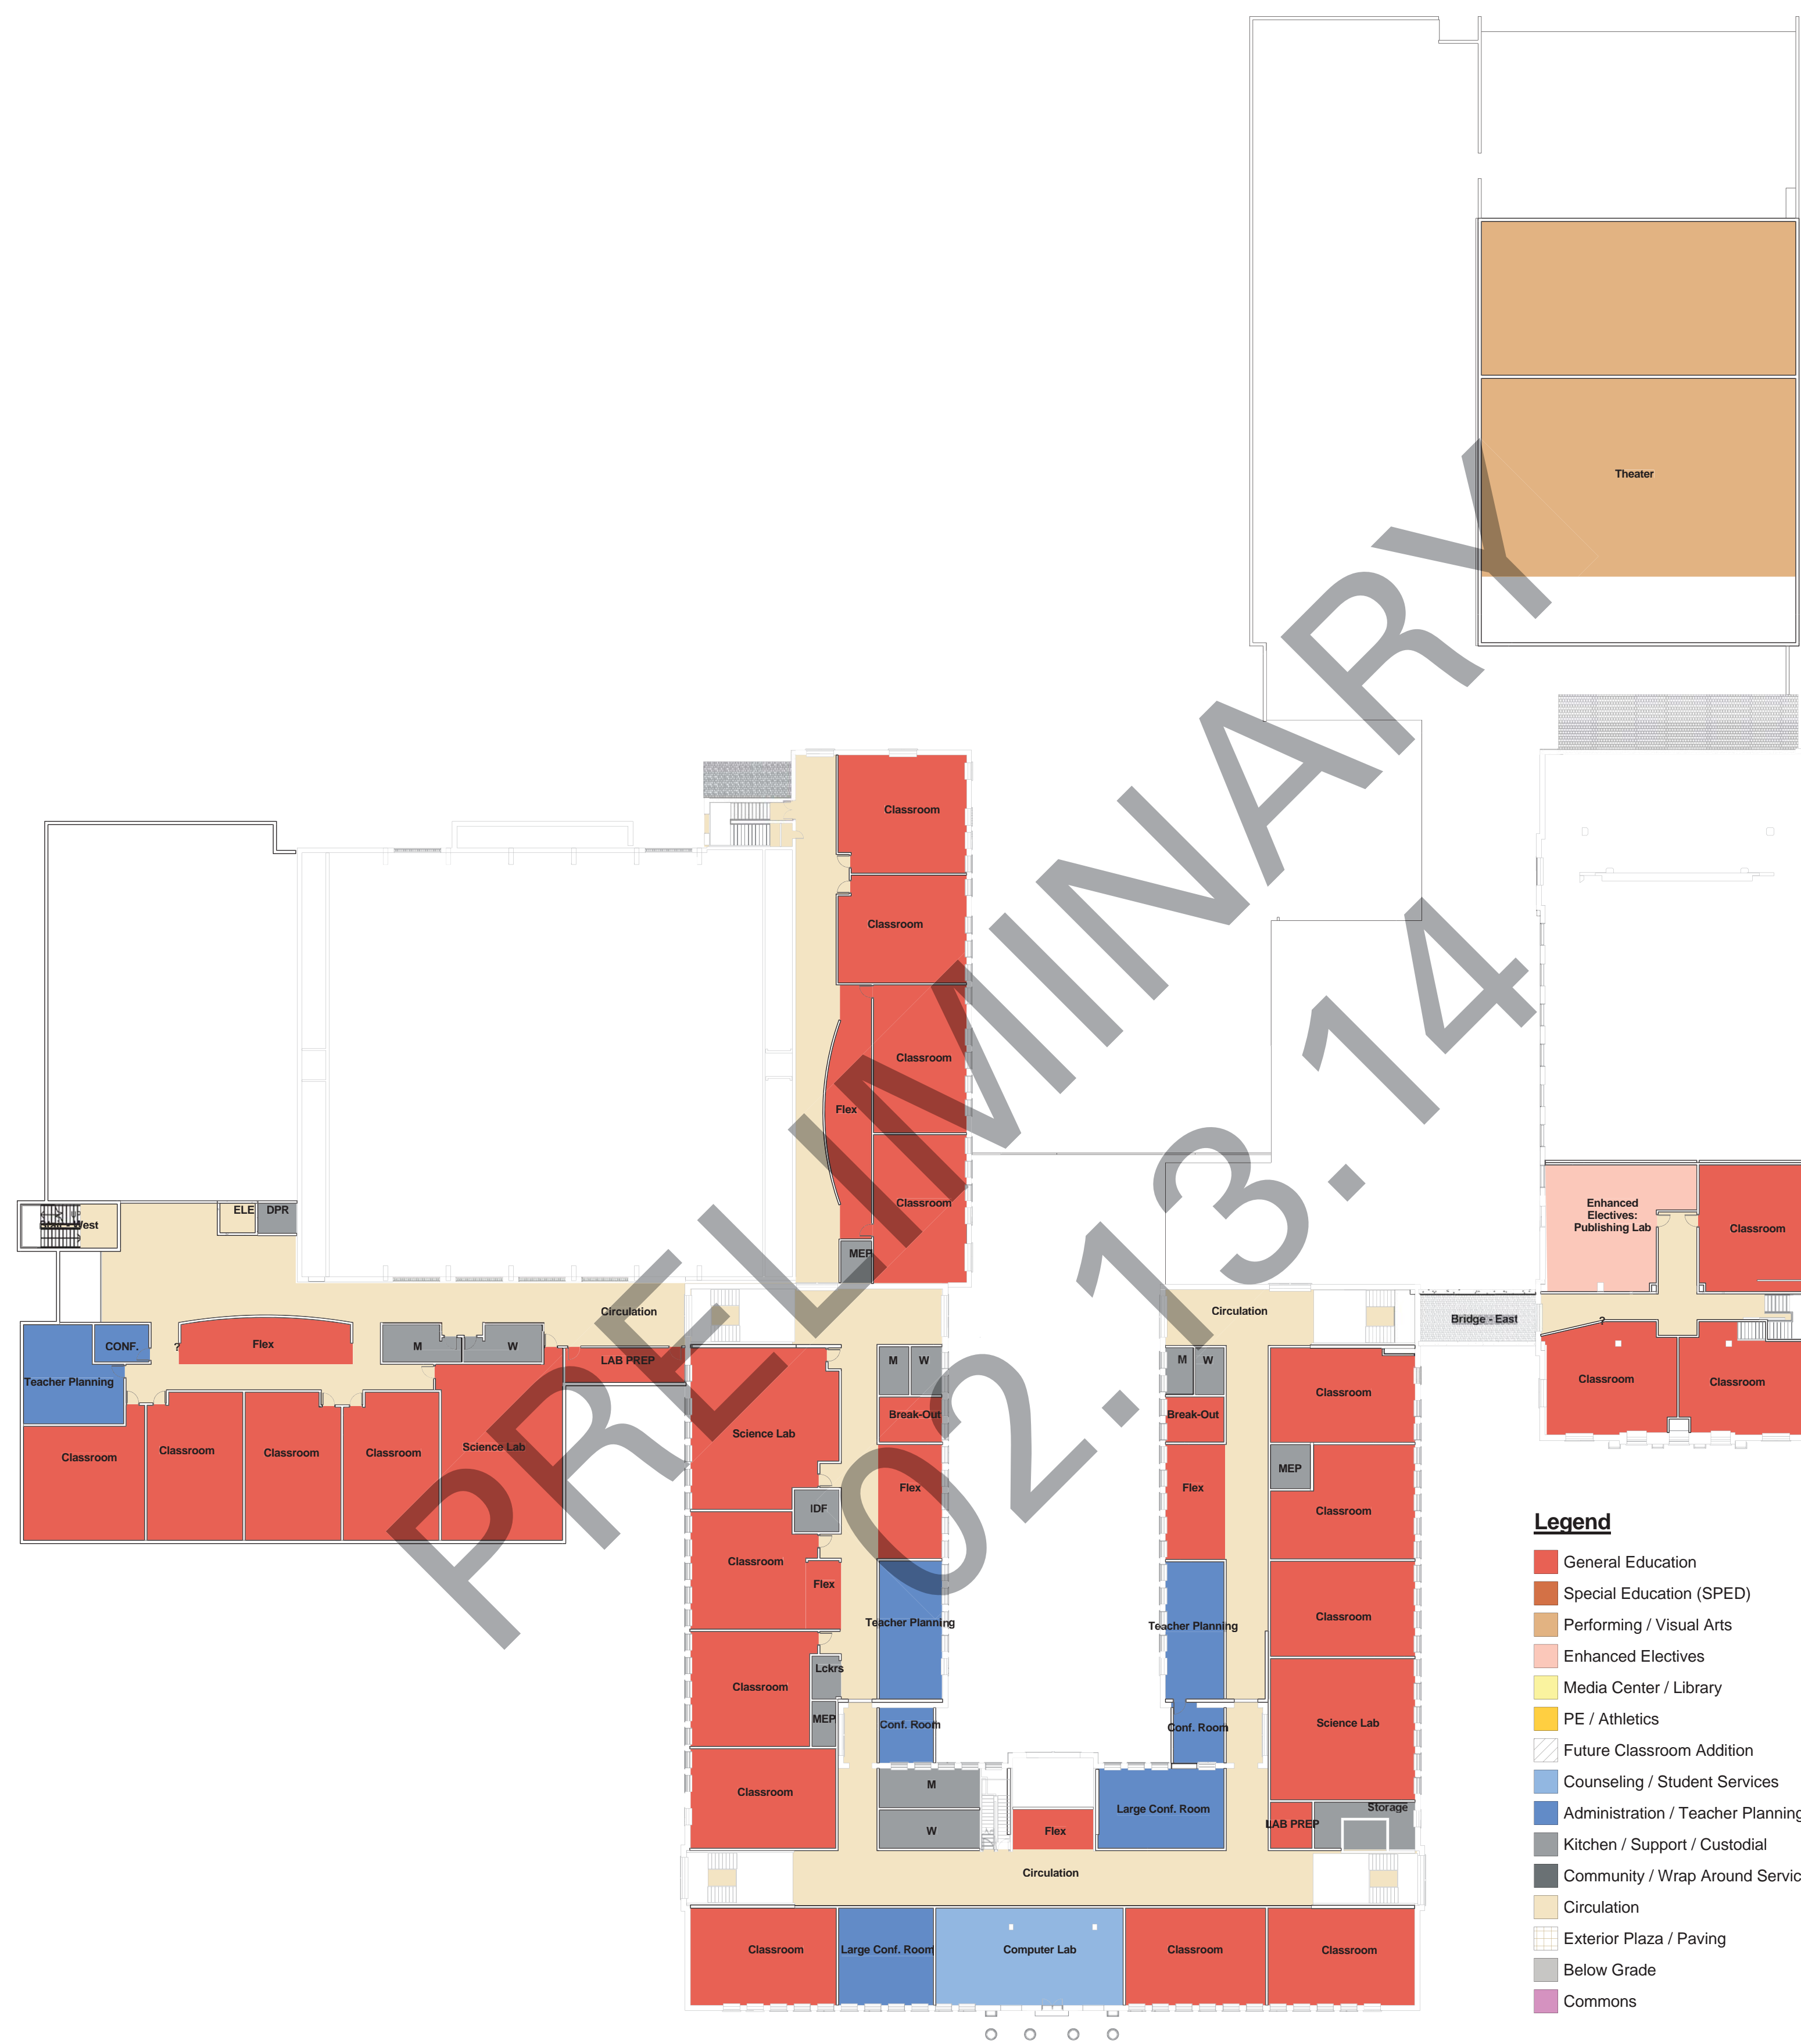 Theater
Classroom
Classroom
Classroom
Flex
Classroom
MEP
ELE
DPR
Stair - West
Enhanced
Electives:
Publishing Lab
Classroom
Circulation
Circulation
Bridge - East
?
CONF.
?
Flex
M
W
LAB PREP
Teacher Planning
Classroom
Classroom
Classroom
Classroom
Science Lab
M
W
Break-Out
Science Lab
Flex
IDF
Classroom
Flex
Teacher Planning
Classroom
Lckrs
MEP
Conf. Room
Classroom
M
W
M
W
Break-Out
Flex
Teacher Planning
Conf. Room
Large Conf. Room
Flex
Classroom
MEP
Classroom
Classroom
Science Lab
LAB PREP
Storage
Classroom
Classroom
Circulation
Classroom
Large Conf. Room
Computer Lab
Classroom
Classroom
PRELIMINARY
02.13.14
Legend
General Education
Special Education (SPED)
Performing / Visual Arts
Enhanced Electives
Media Center / Library
PE / Athletics
Future Classroom Addition
Counseling / Student Services
Administration / Teacher Planning
Kitchen / Support / Custodial
Community / Wrap Around Servic
Circulation
Exterior Plaza / Paving
Below Grade
Commons